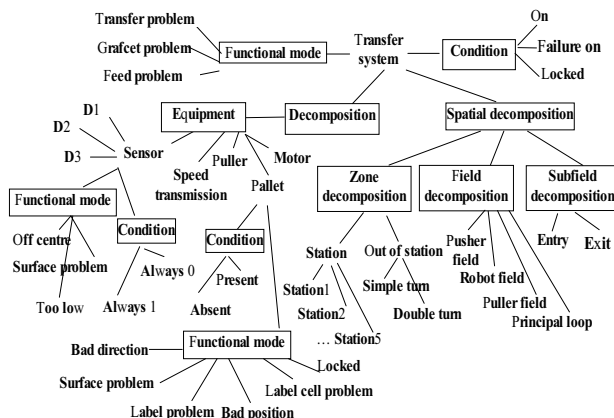 Transfer problem
Grafcet problem
Feed problem
Functional mode
Transfer
system
Condition
On
Failure on
Locked
Equipment
Decomposition
Spatial decomposition
D1
D2
D3
Sensor
Speed
transmission
Puller
Motor
Pallet
Zone
decomposition
Field
decomposition
Subfield
decomposition
Functional mode
Off centre
Surface problem
Too low
Condition
Always 0
Always 1
Condition
Present
Absent
Station
Station1
Station2
... Station5
Out of station
Simple turn
Double turn
Pusher
field
Robot field
Puller field
Principal loop
Entry
Exit
Functional mode
Bad direction
Surface problem
Label problem
Bad position
Label cell problem
Locked